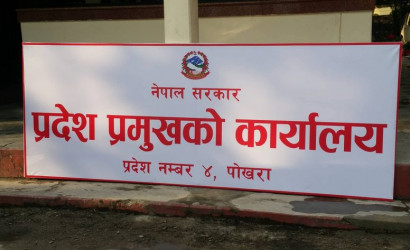 नेपाल सरकार
प्रदेश प्रमुखको कार्यालय
प्रदेश नम्बर ४, पोखरा